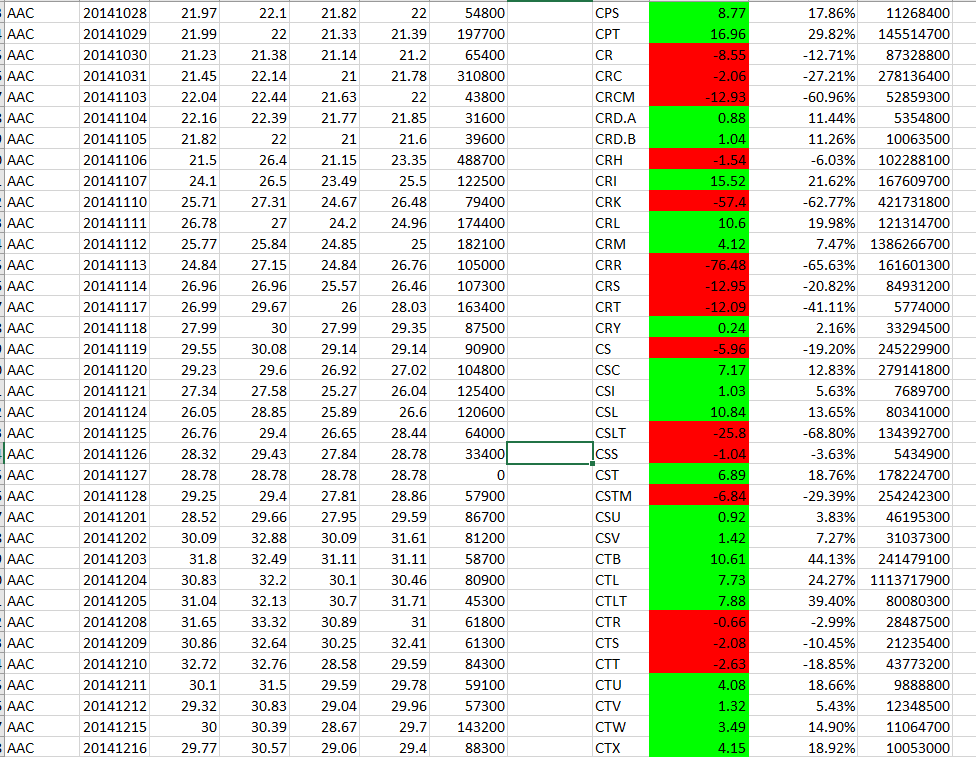 AAC 20141028 21.97 22.1 21.82 22 54800 CPS 8.77 17.86% 11268400
AAC 20141029 21.99 22 21.33 21.39 197700 CPT 16.96 29.82% 145514700
AAC 20141030 21.23 21.38 21.14 21.2 65400 CR -8.55 -12.71% 87328800
AAC 20141031 21.45 22.14 21 21.78 310800 CRC -2.06 -27.21% 278136400
AAC 20141103 22.04 22.44 21.63 22 43800 CRCM -12.93 -60.96% 52859300
AAC 20141104 22.16 22.39 21.77 21.85 31600 CRD.A 0.88 11.44% 5354800
AAC 20141105 21.82 22 21 21.6 39600 CRD.B 1.04 11.26% 10063500
AAC 20141106 21.5 26.4 21.15 23.35 488700 CRH -1.54 -6.03% 102288100
AAC 20141107 24.1 26.5 23.49 25.5 122500 CRI 15.52 21.62% 167609700
AAC 20141110 25.71 27.31 24.67 26.48 79400 CRK -57.4 -62.77% 421731800
AAC 20141111 26.78 27 24.2 24.96 174400 CRL 10.6 19.98% 121314700
AAC 20141112 25.77 25.84 24.85 25 182100 CRM 4.12 7.47% 1386266700
AAC 20141113 24.84 27.15 24.84 26.76 105000 CRR -76.48 -65.63% 161601300
AAC 20141114 26.96 26.96 25.57 26.46 107300 CRS -12.95 -20.82% 84931200
AAC 20141117 26.99 29.67 26 28.03 163400 CRT -12.09 -41.11% 5774000
AAC 20141118 27.99 30 27.99 29.35 87500 CRY 0.24 2.16% 33294500
AAC 20141119 29.55 30.08 29.14 29.14 90900 CS -5.96 -19.20% 245229900
AAC 20141120 29.23 29.6 26.92 27.02 104800 CSC 7.17 12.83% 279141800
AAC 20141121 27.34 27.58 25.27 26.04 125400 CSI 1.03 5.63% 7689700
AAC 20141124 26.05 28.85 25.89 26.6 120600 CSL 10.84 13.65% 80341000
AAC 20141125 26.76 29.4 26.65 28.44 64000 CSLT -25.8 -68.80% 134392700
AAC 20141126 28.32 29.43 27.84 28.78 33400 CSS -1.04 -3.63% 5434900
AAC 20141127 28.78 28.78 28.78 28.78 0 CST 6.89 18.76% 178224700
AAC 20141128 29.25 29.4 27.81 28.86 57900 CSTM -6.84 -29.39% 254242300
AAC 20141201 28.52 29.66 27.95 29.59 86700 CSU 0.92 3.83% 46195300
AAC 20141202 30.09 32.88 30.09 31.61 81200 CSV 1.42 7.27% 31037300
AAC 20141203 31.8 32.49 31.11 31.11 58700 CTB 10.61 44.13% 241479100
AAC 20141204 30.83 32.2 30.1 30.46 80900 CTL 7.73 24.27% 1113717900
AAC 20141205 31.04 32.13 30.7 31.71 45300 CTLT 7.88 39.40% 80080300
AAC 20141208 31.65 33.32 30.89 31 61800 CTR -0.66 -2.99% 28487500
AAC 20141209 30.86 32.64 30.25 32.41 61300 CTS -2.08 -10.45% 21235400
AAC 20141210 32.72 32.76 28.58 29.59 84300 CTT -2.63 -18.85% 43773200
AAC 20141211 30.1 31.5 29.59 29.78 59100 CTU 4.08 18.66% 9888800
AAC 20141212 29.32 30.83 29.04 29.96 57300 CTV 1.32 5.43% 12348500
AAC 20141215 30 30.39 28.67 29.7 143200 CTW 3.49 14.90% 11064700
AAC 20141216 29.77 30.57 29.06 29.4 88300 CTX 4.15 18.92% 10053000